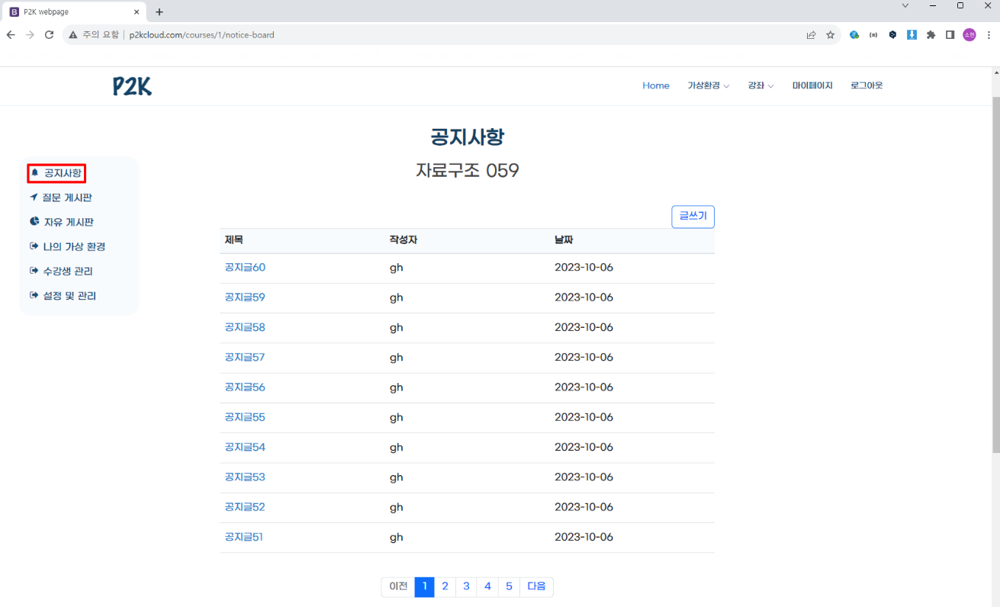 P2K webpage
주의 요함 p2kcloud.com/courses/1/notice-board 소헌
P2K Home 가상환경 강좌 마이페이지 로그아웃
공지사항
자료구조 059
공지사항
질문 게시판
자유 게시판
나의 가상 환경
수강생 관리
설정 및 관리
글쓰기
제목 작성자 날짜
공지글60 gh 2023-10-06
공지글59 gh 2023-10-06
공지글58 gh 2023-10-06
공지글57 gh 2023-10-06
공지글56 gh 2023-10-06
공지글55 gh 2023-10-06
공지글54 gh 2023-10-06
공지글53 gh 2023-10-06
공지글52 gh 2023-10-06
공지글51 gh 2023-10-06
이전 1 2 3 4 5 다음